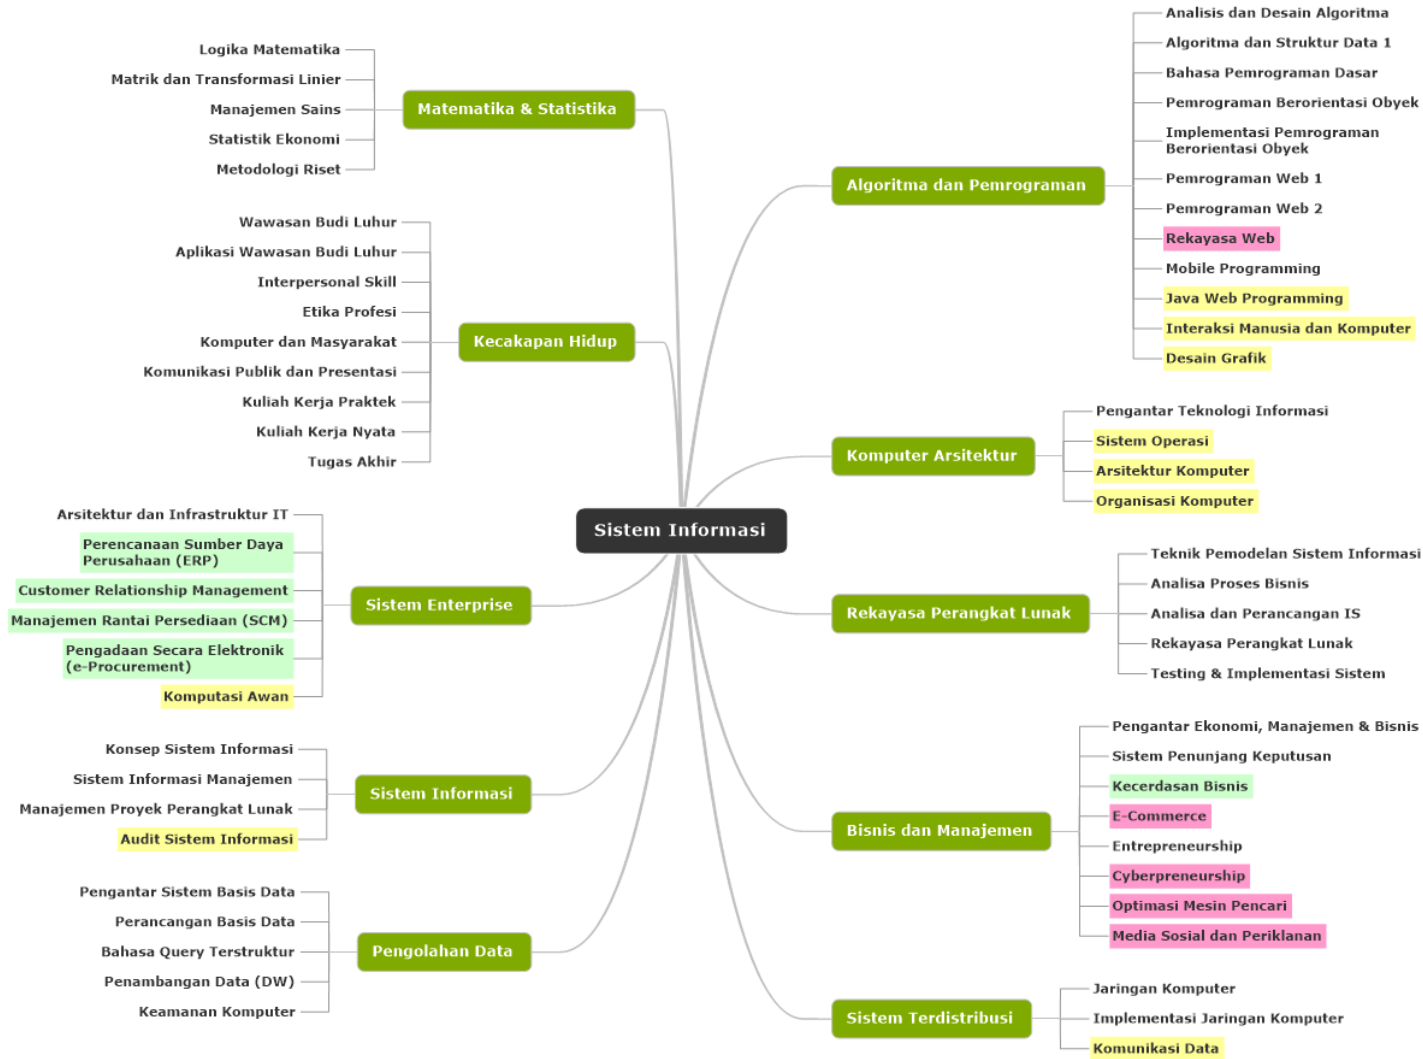 Sistem Informasi
Matematika & Statistika
Logika Matematika
Matrik dan Transformasi Linier
Manajemen Sains
Statistik Ekonomi
Metodologi Riset
Kecakapan Hidup
Wawasan Budi Luhur
Aplikasi Wawasan Budi Luhur
Interpersonal Skill
Etika Profesi
Komputer dan Masyarakat
Komunikasi Publik dan Presentasi
Kuliah Kerja Praktek
Kuliah Kerja Nyata
Tugas Akhir
Sistem Enterprise
Arsitektur dan Infrastruktur IT
Perencanaan Sumber Daya
Perusahaan (ERP)
Customer Relationship Management
Manajemen Rantai Persediaan (SCM)
Pengadaan Secara Elektronik
(e-Procurement)
Komputasi Awan
Sistem Informasi
Konsep Sistem Informasi
Sistem Informasi Manajemen
Manajemen Proyek Perangkat Lunak
Audit Sistem Informasi
Pengolahan Data
Pengantar Sistem Basis Data
Perancangan Basis Data
Bahasa Query Terstruktur
Penambangan Data (DW)
Keamanan Komputer
Algoritma dan Pemrograman
Analisis dan Desain Algoritma
Algoritma dan Struktur Data 1
Bahasa Pemrograman Dasar
Pemrograman Berorientasi Obyek
Implementasi Pemrograman
Berorientasi Obyek
Pemrograman Web 1
Pemrograman Web 2
Rekayasa Web
Mobile Programming
Java Web Programming
Interaksi Manusia dan Komputer
Desain Grafik
Komputer Arsitektur
Pengantar Teknologi Informasi
Sistem Operasi
Arsitektur Komputer
Organisasi Komputer
Rekayasa Perangkat Lunak
Teknik Pemodelan Sistem Informasi
Analisa Proses Bisnis
Analisa dan Perancangan IS
Rekayasa Perangkat Lunak
Testing & Implementasi Sistem
Bisnis dan Manajemen
Pengantar Ekonomi, Manajemen & Bisnis
Sistem Penunjang Keputusan
Kecerdasan Bisnis
E-Commerce
Entrepreneurship
Cyberpreneurship
Optimasi Mesin Pencari
Media Sosial dan Periklanan
Sistem Terdistribusi
Jaringan Komputer
Implementasi Jaringan Komputer
Komunikasi Data